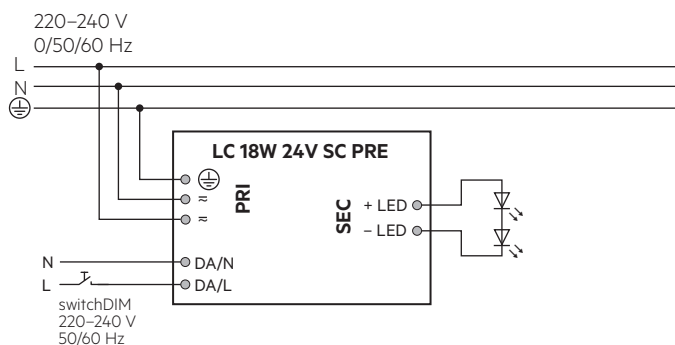 220–240 V
0/50/60 Hz
L
N
LC 18W 24V SC PRE
PRI
≂
≂
SEC
+ LED
– LED
N
DA/N
L
DA/L
switchDIM
220–240 V
50/60 Hz